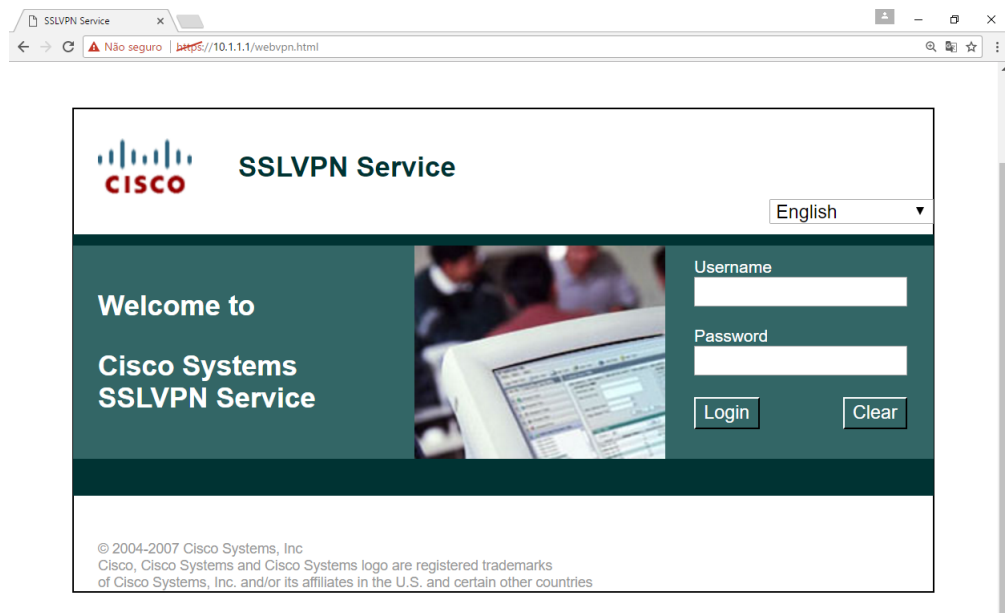 SSLVPN Service
Não seguro | https://10.1.1.1/webvpn.html
CISCO
SSLVPN Service
English
Welcome to
Cisco Systems
SSLVPN Service
Username
Password
Login
Clear
© 2004-2007 Cisco Systems, Inc
Cisco, Cisco Systems and Cisco Systems logo are registered trademarks
of Cisco Systems, Inc. and/or its affiliates in the U.S. and certain other countries